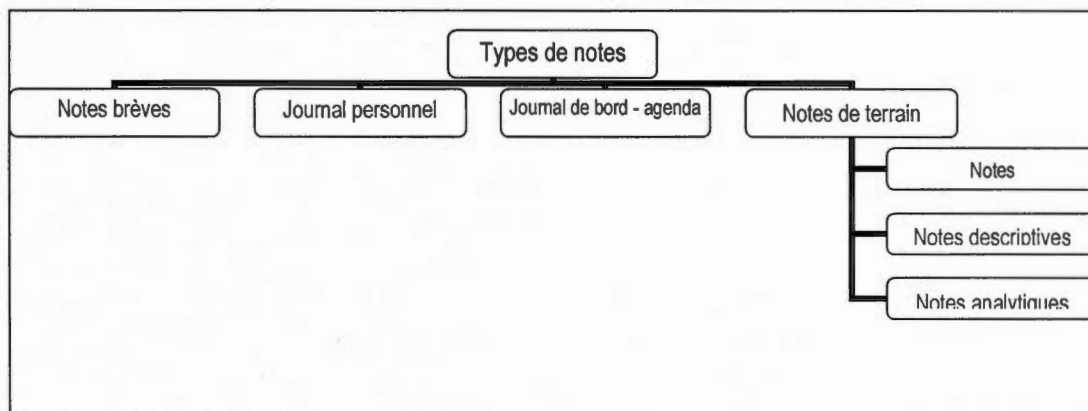 Types de notes
Notes brèves
Journal personnel
Journal de bord - agenda
Notes de terrain
Notes
Notes descriptives
Notes analytiques